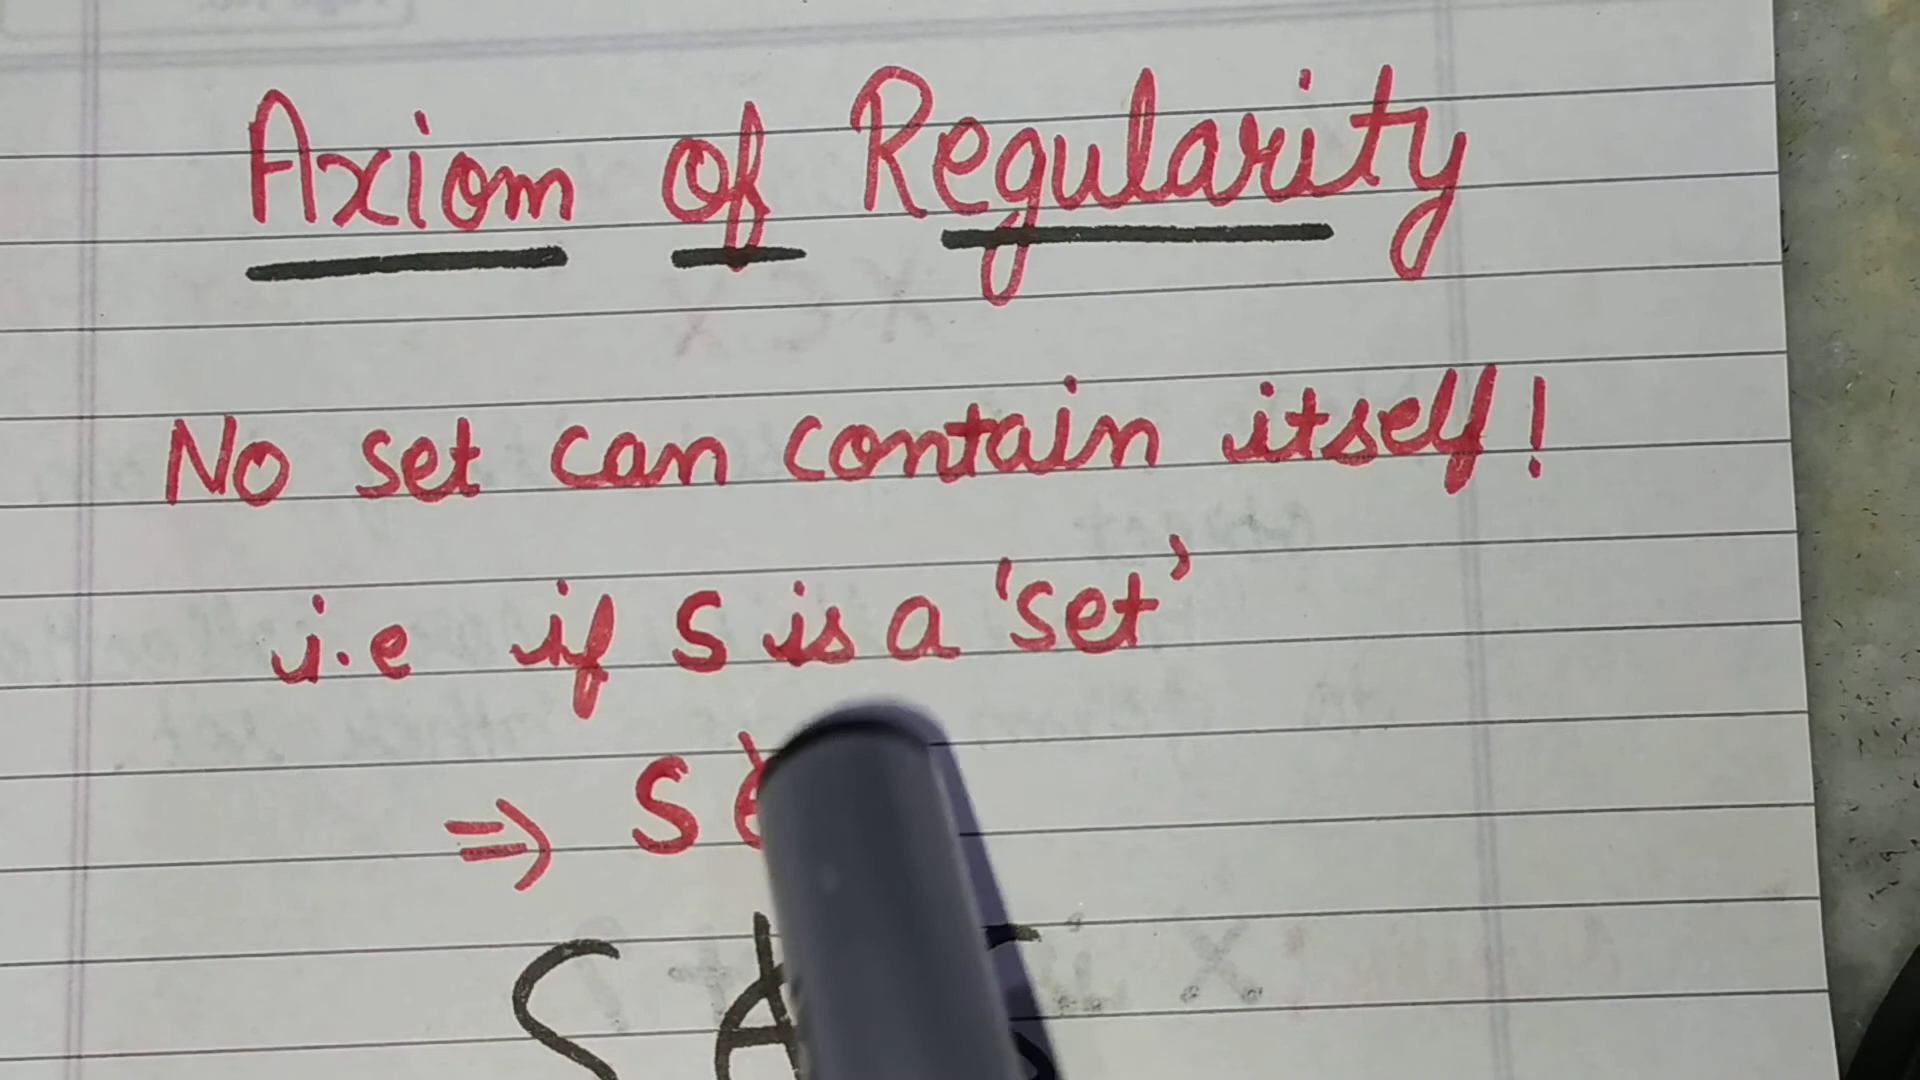 Axiom of Regularity
No set can contain itself!
i.e if S is a 'set'
⇒ S
S